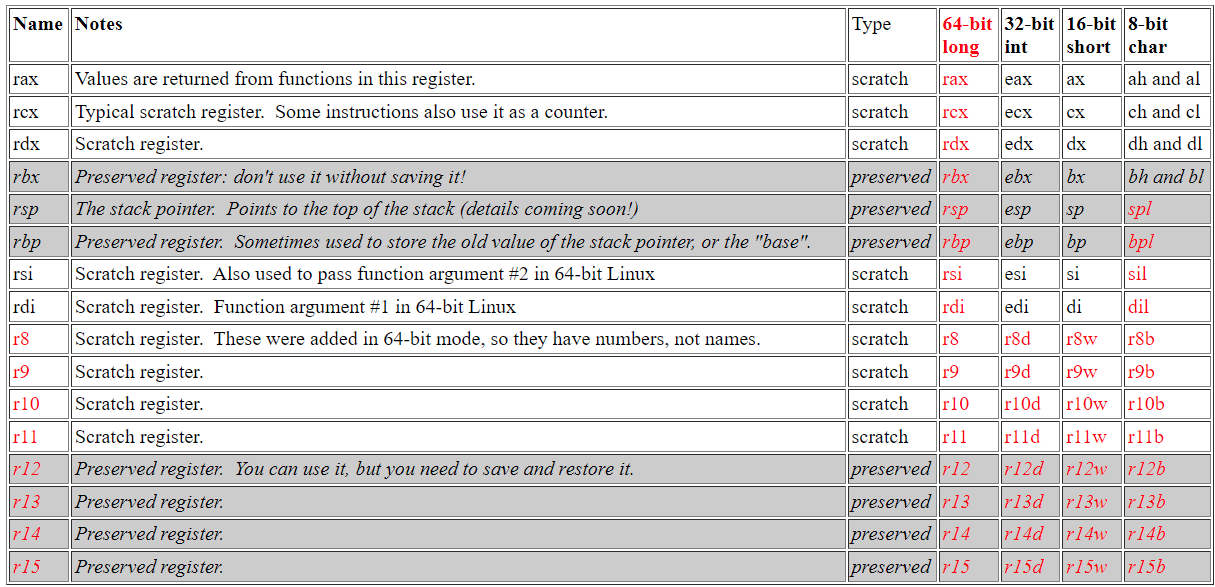 Name Notes Type 64-bit long 32-bit int 16-bit short 8-bit char
rax Values are returned from functions in this register. scratch rax eax ax ah and al
rcx Typical scratch register. Some instructions also use it as a counter. scratch rcx ecx cx ch and cl
rdx Scratch register. scratch rdx edx dx dh and dl
rbx Preserved register: don't use it without saving it! preserved rbx ebx bx bh and bl
rsp The stack pointer. Points to the top of the stack (details coming soon!) preserved rsp esp sp spl
rbp Preserved register. Sometimes used to store the old value of the stack pointer, or the "base". preserved rbp ebp bp bpl
rsi Scratch register. Also used to pass function argument #2 in 64-bit Linux scratch rsi esi si sil
rdi Scratch register. Function argument #1 in 64-bit Linux scratch rdi edi di dil
r8 Scratch register. These were added in 64-bit mode, so they have numbers, not names. scratch r8 r8d r8w r8b
r9 Scratch register. scratch r9 r9d r9w r9b
r10 Scratch register. scratch r10 r10d r10w r10b
r11 Scratch register. scratch r11 r11d r11w r11b
r12 Preserved register. You can use it, but you need to save and restore it. preserved r12 r12d r12w r12b
r13 Preserved register. preserved r13 r13d r13w r13b
r14 Preserved register. preserved r14 r14d r14w r14b
r15 Preserved register. preserved r15 r15d r15w r15b